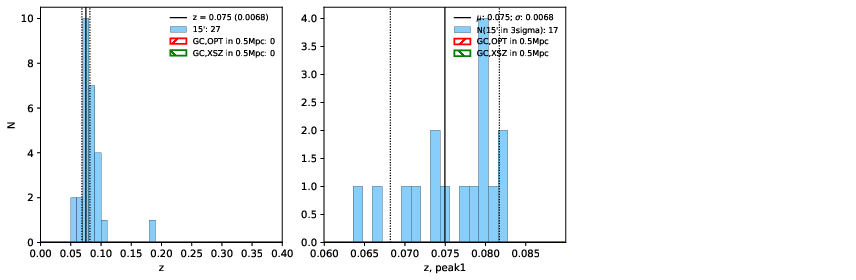 z = 0.075 (0.0068)
15': 27
GC,OPT in 0.5Mpc: 0
GC,XSZ in 0.5Mpc: 0
N
10
8
6
4
2
0
0.00 0.05 0.10 0.15 0.20 0.25 0.30 0.35 0.40
z
μ: 0.075; σ: 0.0068
N(15' in 3sigma): 17
GC,OPT in 0.5Mpc
GC,XSZ in 0.5Mpc
4.0
3.5
3.0
2.5
2.0
1.5
1.0
0.5
0.0
0.060 0.065 0.070 0.075 0.080 0.085
z, peak1